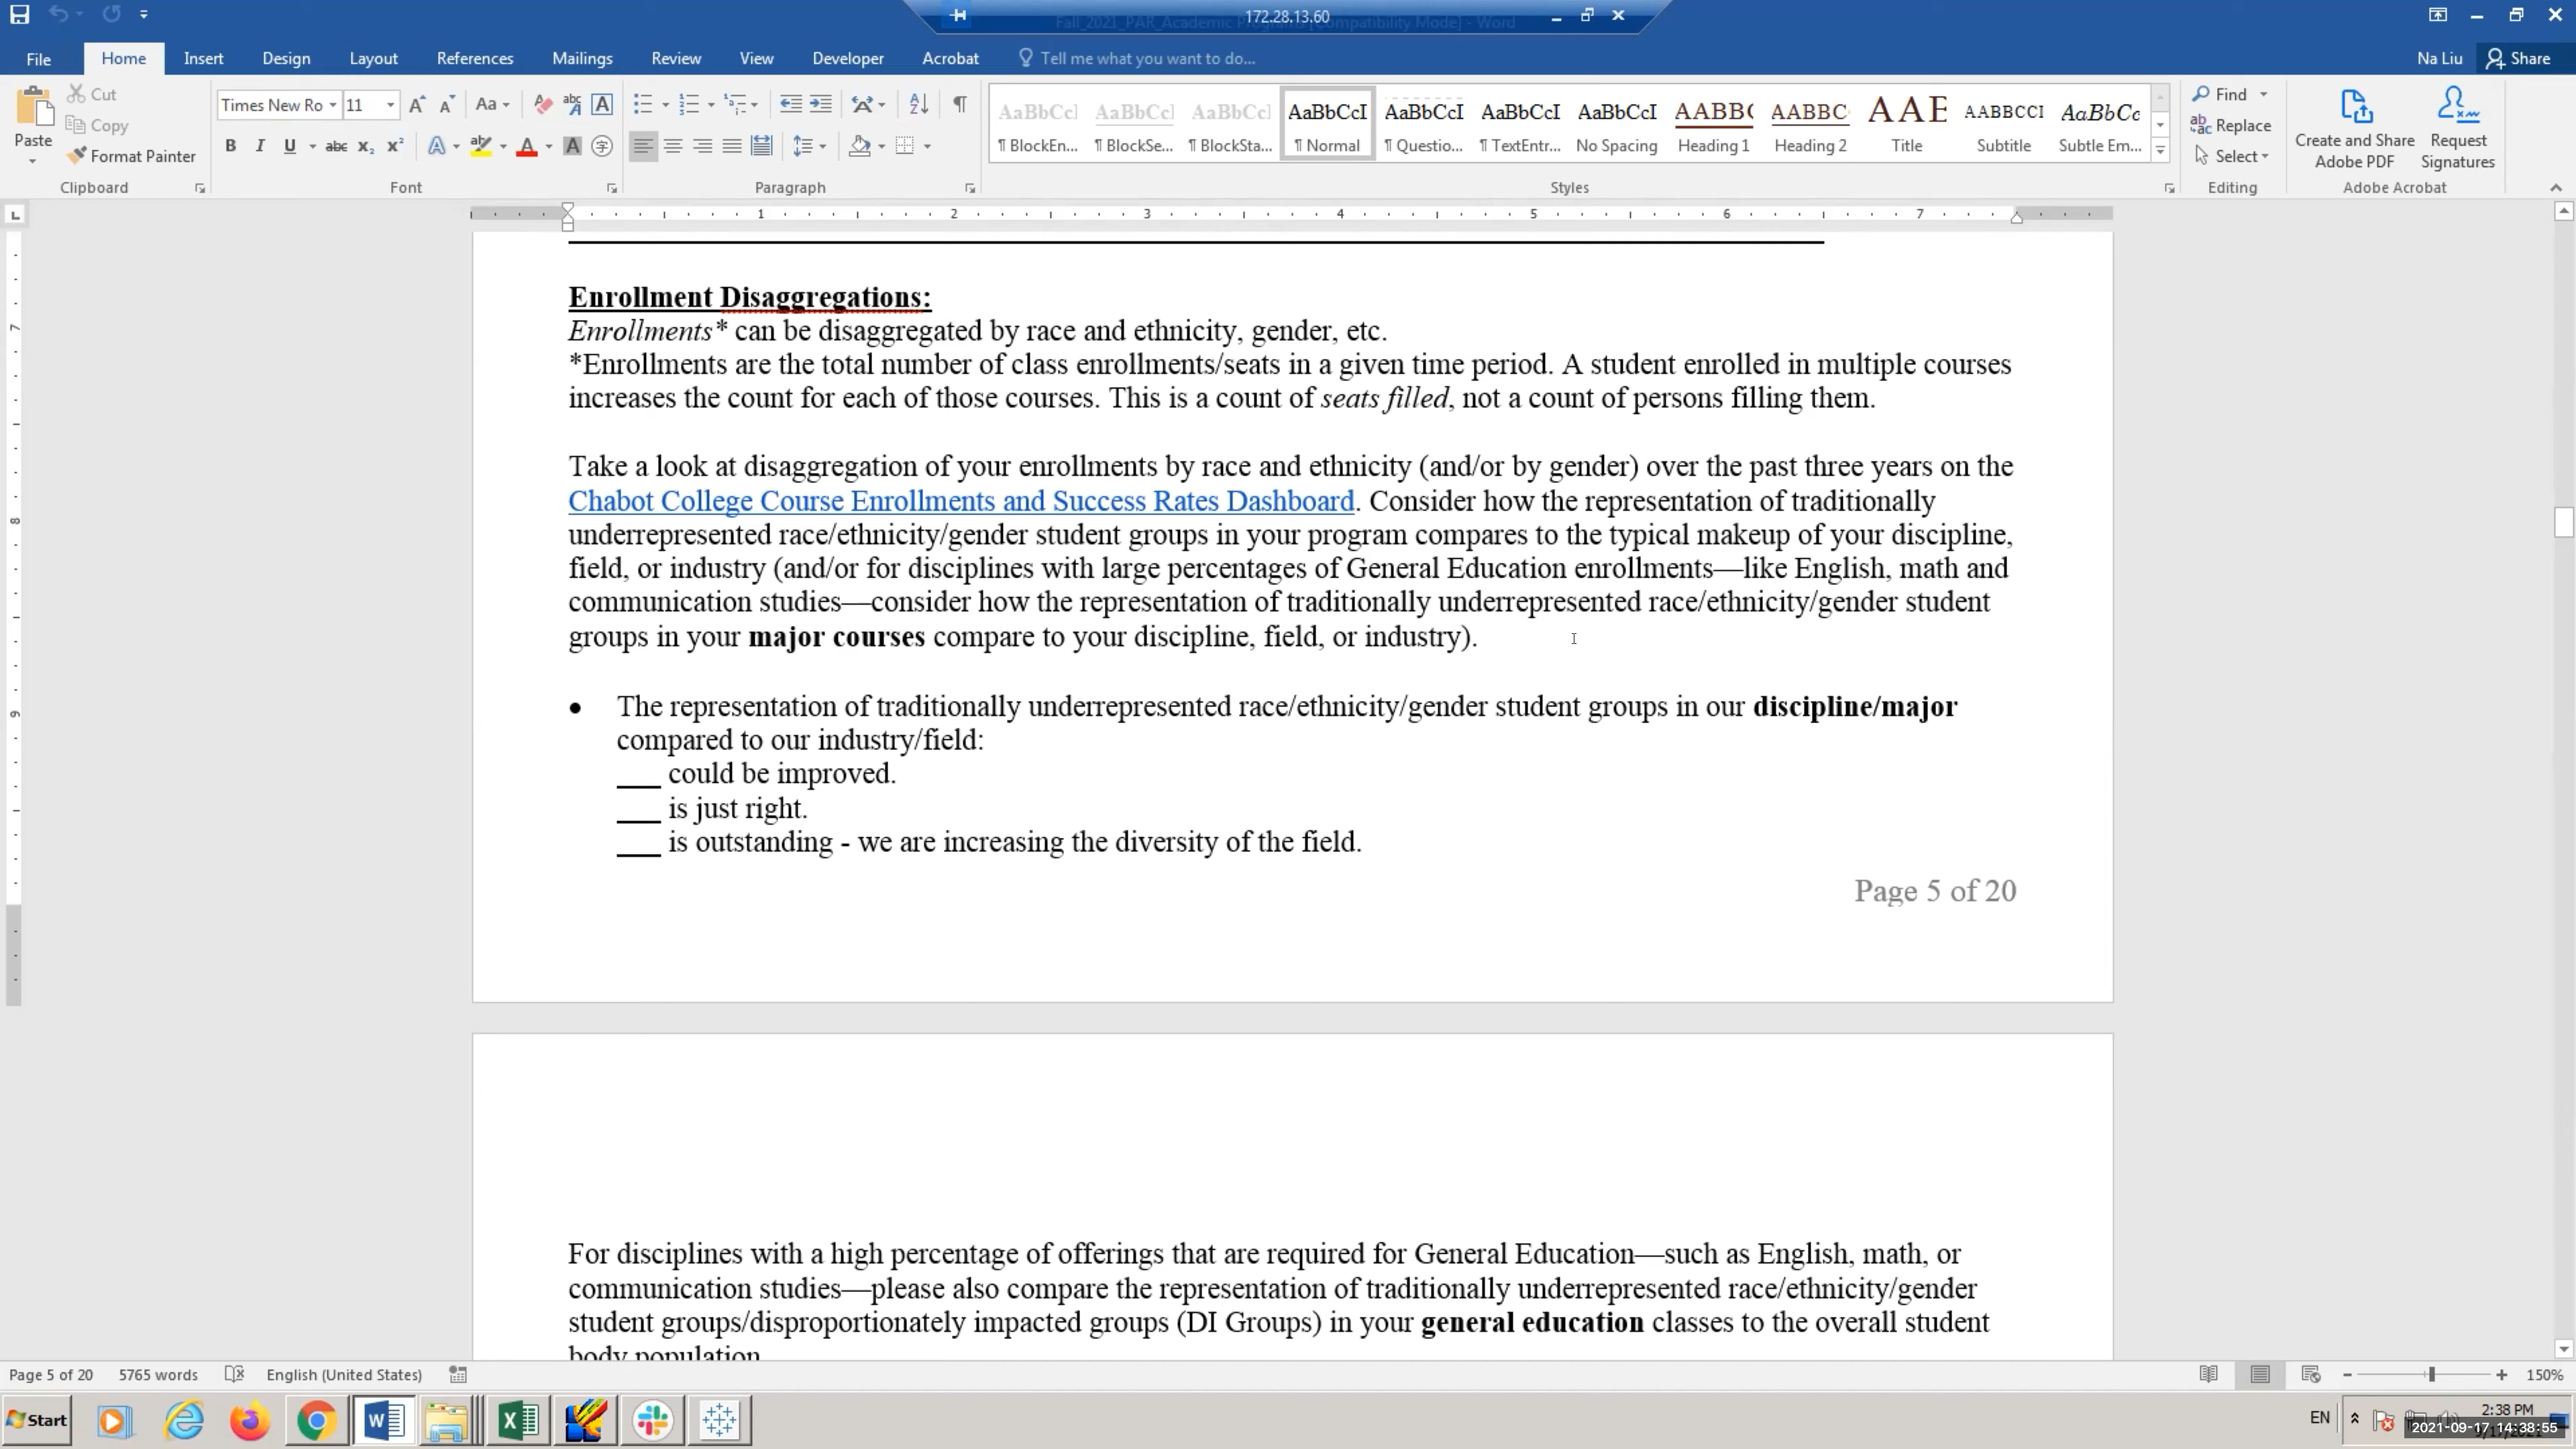 172.28.13.60
Fall_2021_PAR_Academic [Compatibility Mode] - Word
File Home Insert Design Layout References Mailings Review View Developer Acrobat Tell me what you want to do... Na Liu Share
Paste
Cut
Copy
Format Painter
Clipboard
Times New Ro 11
Font
Paragraph
AaBbCcI AaBbCcI AaBbCcI AaBbCcI AaBbCcI AaBbCcI AaBbCcI AABBC AABBC AAB AABBCCI AaBbCc
¶ BlockEn... ¶ BlockSe... ¶ BlockSta... ¶ Normal ¶ Questio... ¶ TextEntr... No Spacing Heading 1 Heading 2 Title Subtitle Subtle Em...
Styles
Find
Replace
Select
Editing
Create and Share Adobe PDF
Request Signatures
Adobe Acrobat
1 2 3 4 5 6 7
7
8
9
Enrollment Disaggregations:
Enrollments* can be disaggregated by race and ethnicity, gender, etc.
*Enrollments are the total number of class enrollments/seats in a given time period. A student enrolled in multiple courses
increases the count for each of those courses. This is a count of seats filled, not a count of persons filling them.
Take a look at disaggregation of your enrollments by race and ethnicity (and/or by gender) over the past three years on the
Chabot College Course Enrollments and Success Rates Dashboard. Consider how the representation of traditionally
underrepresented race/ethnicity/gender student groups in your program compares to the typical makeup of your discipline,
field, or industry (and/or for disciplines with large percentages of General Education enrollments—like English, math and
communication studies—consider how the representation of traditionally underrepresented race/ethnicity/gender student
groups in your major courses compare to your discipline, field, or industry).
• The representation of traditionally underrepresented race/ethnicity/gender student groups in our discipline/major
compared to our industry/field:
___ could be improved.
___ is just right.
___ is outstanding - we are increasing the diversity of the field.
Page 5 of 20
For disciplines with a high percentage of offerings that are required for General Education—such as English, math, or
communication studies—please also compare the representation of traditionally underrepresented race/ethnicity/gender
student groups/disproportionately impacted groups (DI Groups) in your general education classes to the overall student
body population
Page 5 of 20 5765 words English (United States) 150%
Start
EN
2:38 PM
2021-09-17 14:38:55